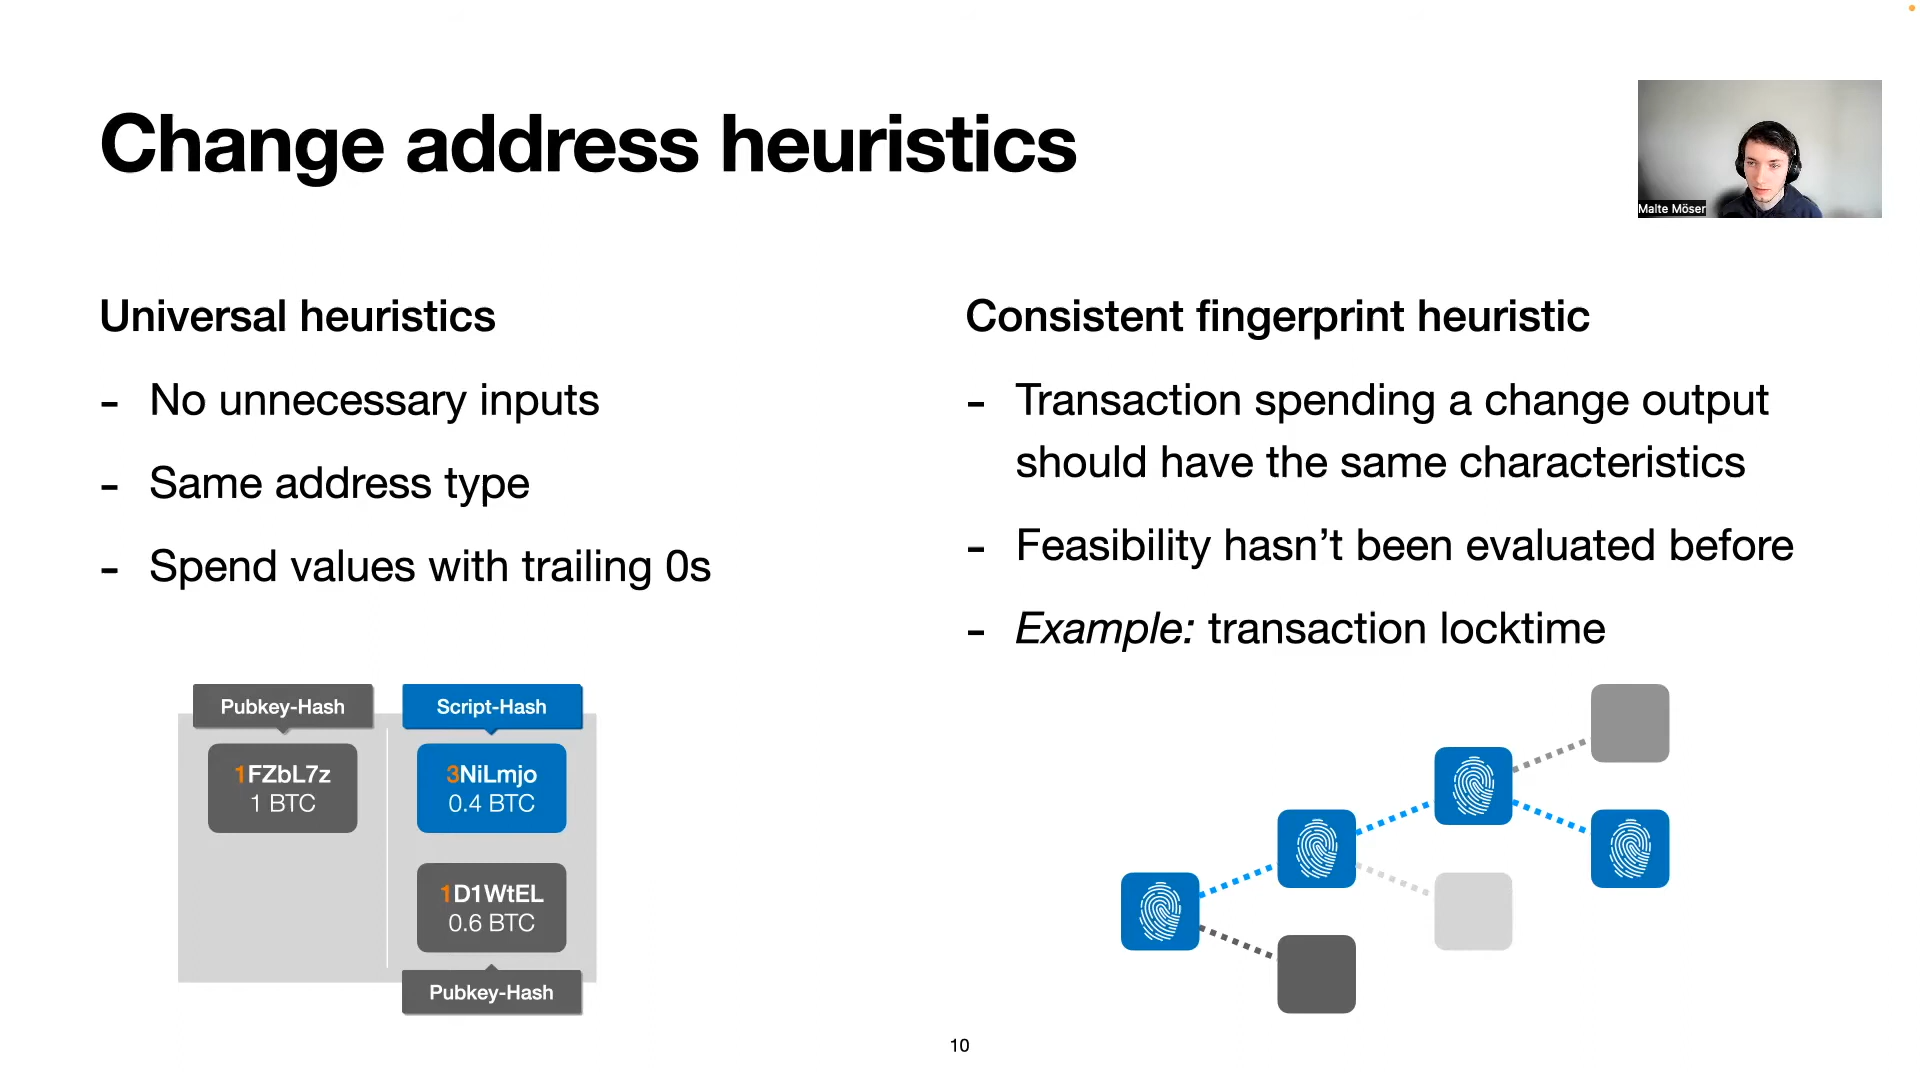 Change address heuristics
Malte Möser
Universal heuristics
- No unnecessary inputs
- Same address type
- Spend values with trailing 0s
Pubkey-Hash
Script-Hash
1FZbL7z
1 BTC
3NiLmjo
0.4 BTC
1D1WtEL
0.6 BTC
Pubkey-Hash
Consistent fingerprint heuristic
- Transaction spending a change output
should have the same characteristics
- Feasibility hasn’t been evaluated before
- Example: transaction locktime
10